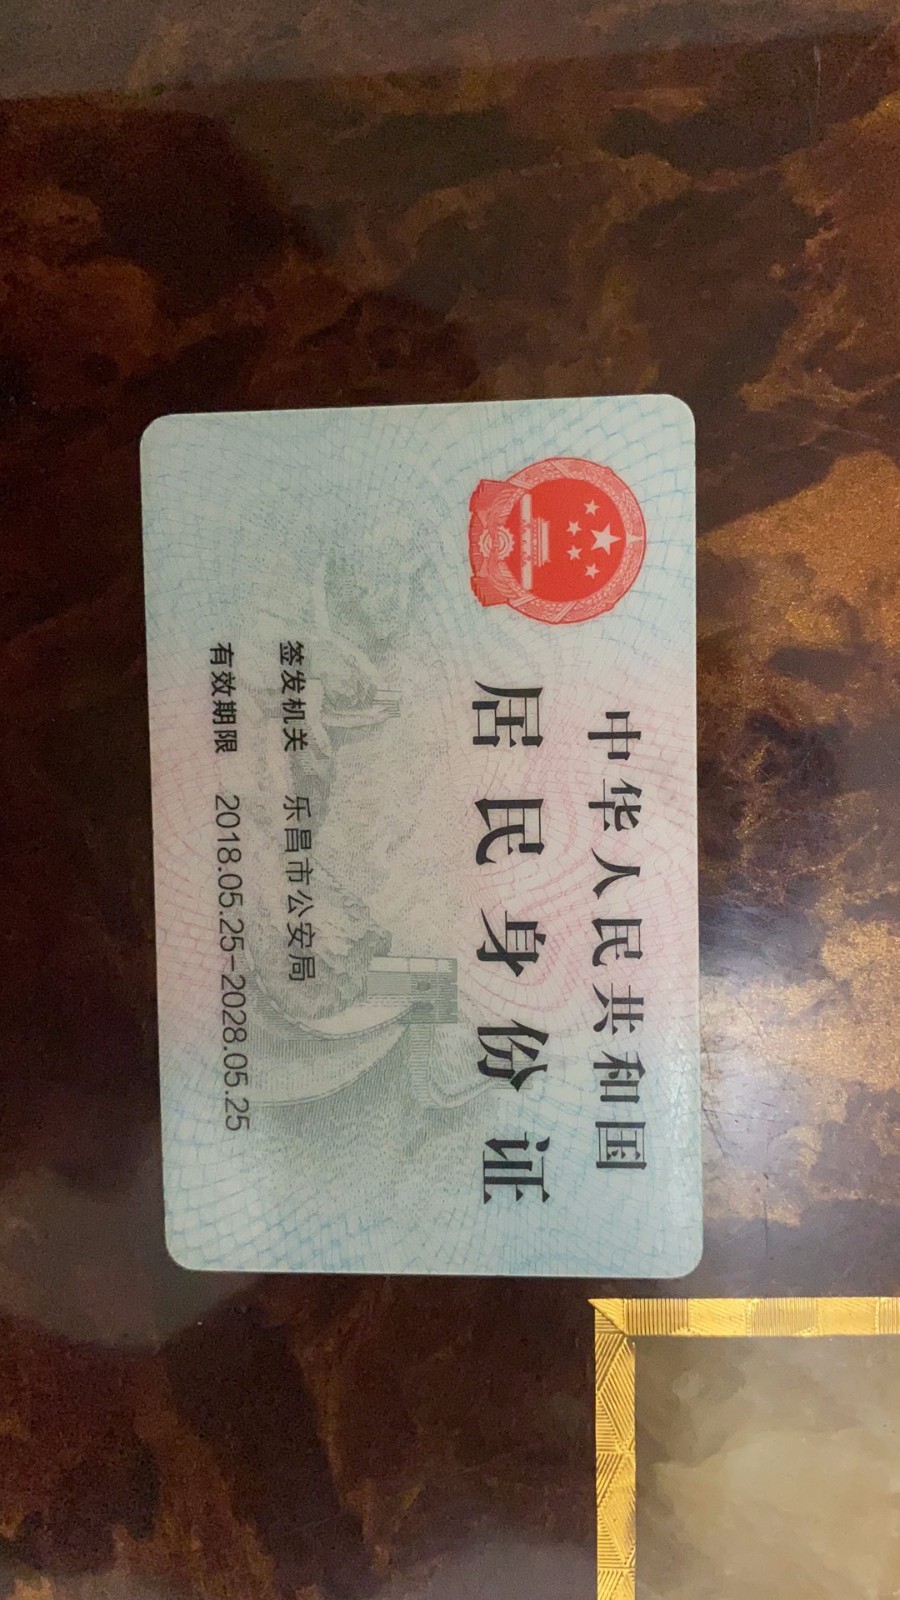 中华人民共和国
居民身份证
签发机关 乐昌市公安局
有效期限 2018.05.25-2028.05.25